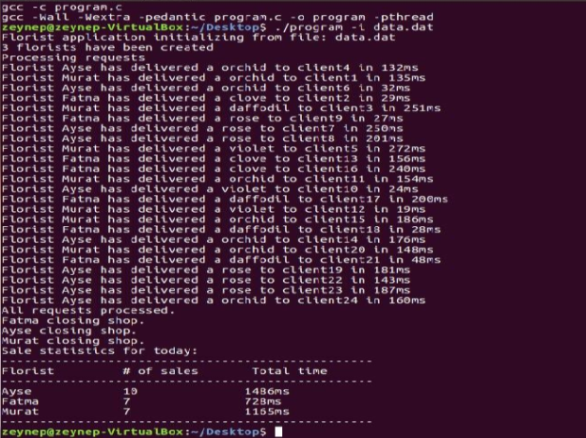 gcc -c program.c
gcc -Wall -Wextra -pedantic program.c -o program -pthread
zeynep@zeynep-VirtualBox:~/Desktop$ ./program -i data.dat
Florist application initializing from file: data.dat
3 florists have been created
Processing requests
Florist Ayse has delivered a orchid to client4 in 132ms
Florist Murat has delivered a orchid to client1 in 135ms
Florist Ayse has delivered a orchid to client6 in 32ms
Florist Fatma has delivered a clove to client2 in 29ms
Florist Murat has delivered a daffodil to client3 in 251ms
Florist Fatma has delivered a rose to client9 in 27ms
Florist Ayse has delivered a rose to client7 in 250ms
Florist Ayse has delivered a rose to client8 in 201ms
Florist Murat has delivered a violet to client5 in 272ms
Florist Fatma has delivered a clove to client13 in 156ms
Florist Fatma has delivered a clove to client16 in 240ms
Florist Murat has delivered a orchid to client11 in 154ms
Florist Ayse has delivered a violet to client10 in 24ms
Florist Fatma has delivered a daffodil to client17 in 200ms
Florist Murat has delivered a violet to client12 in 19ms
Florist Murat has delivered a orchid to client15 in 186ms
Florist Fatma has delivered a daffodil to client18 in 28ms
Florist Ayse has delivered a orchid to client14 in 176ms
Florist Murat has delivered a orchid to client20 in 148ms
Florist Fatma has delivered a daffodil to client21 in 48ms
Florist Ayse has delivered a rose to client19 in 181ms
Florist Ayse has delivered a rose to client22 in 143ms
Florist Ayse has delivered a rose to client23 in 187ms
Florist Ayse has delivered a orchid to client24 in 160ms
All requests processed.
Fatma closing shop.
Ayse closing shop.
Murat closing shop.
Sale statistics for today:
-------------------------------------------------
Florist # of sales Total time
-------------------------------------------------
Ayse 10 1486ms
Fatma 7 728ms
Murat 7 1165ms
-------------------------------------------------
zeynep@zeynep-VirtualBox:~/Desktop$